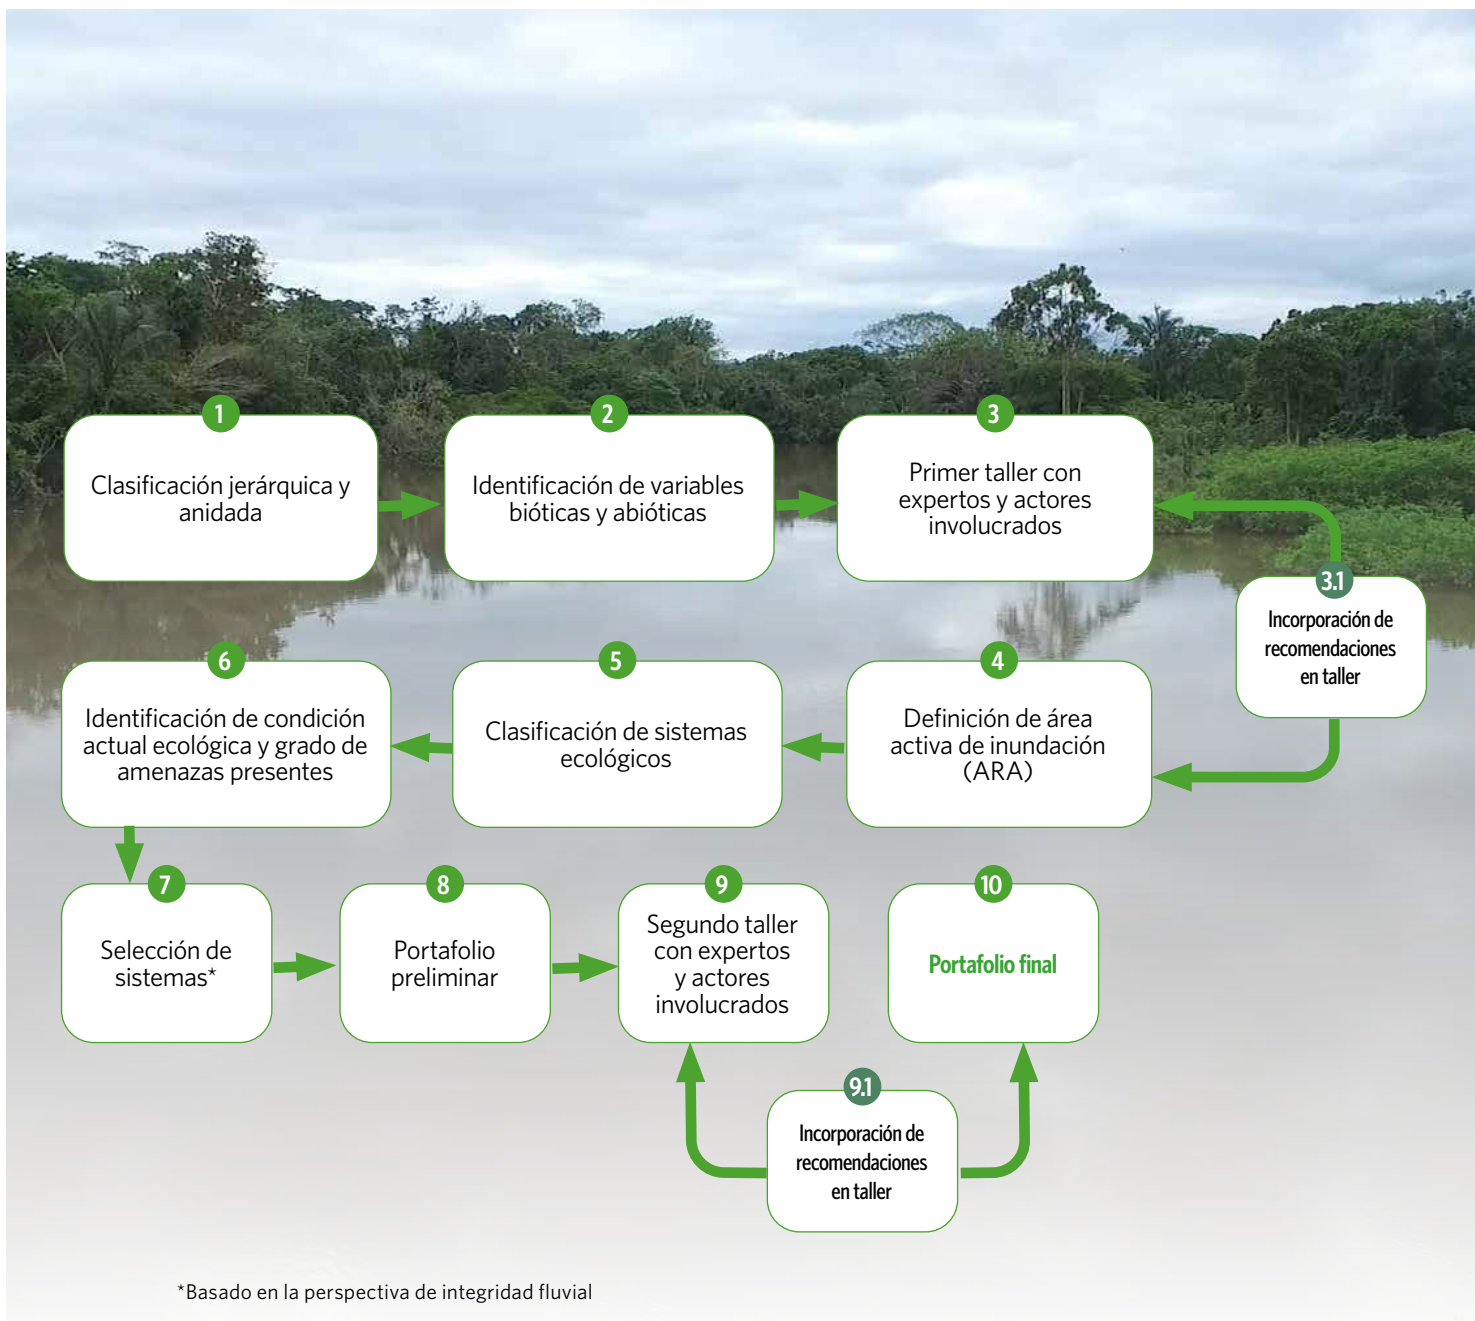 1
Clasificación jerárquica y
anidada
2
Identificación de variables
bióticas y abióticas
3
Primer taller con
expertos y actores
involucrados
3.1
Incorporación de
recomendaciones
en taller
4
Definición de área
activa de inundación
(ARA)
5
Clasificación de sistemas
ecológicos
6
Identificación de condición
actual ecológica y grado de
amenazas presentes
7
Selección de
sistemas*
8
Portafolio
preliminar
9
Segundo taller
con expertos
y actores
involucrados
9.1
Incorporación de
recomendaciones
en taller
10
Portafolio final
*Basado en la perspectiva de integridad fluvial